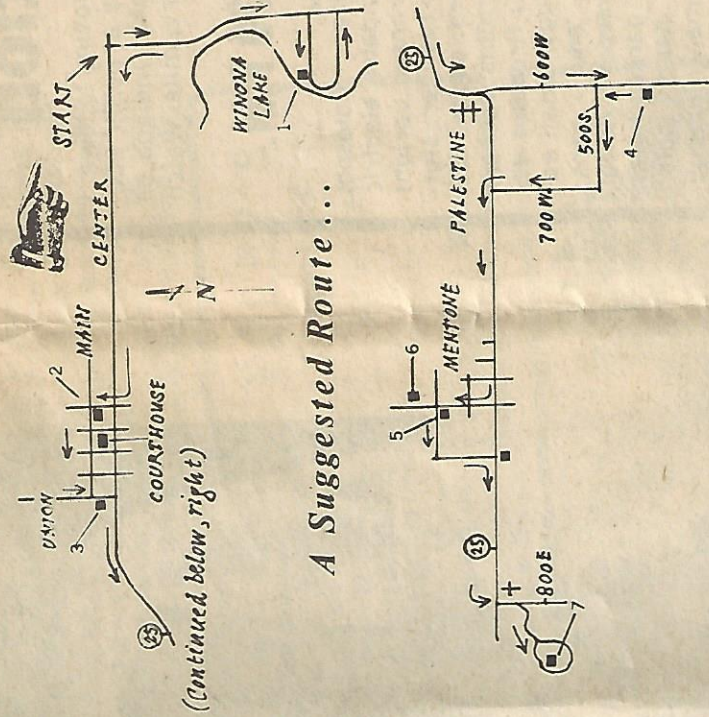 START
CENTER
MAIN
2
UNION
3
COURTHOUSE
25
(Continued below, right)
N
WINONA
LAKE
1
A Suggested Route...
25
PALESTINE
600W
500S
4
700W
MENTONE
6
5
25
800E
7